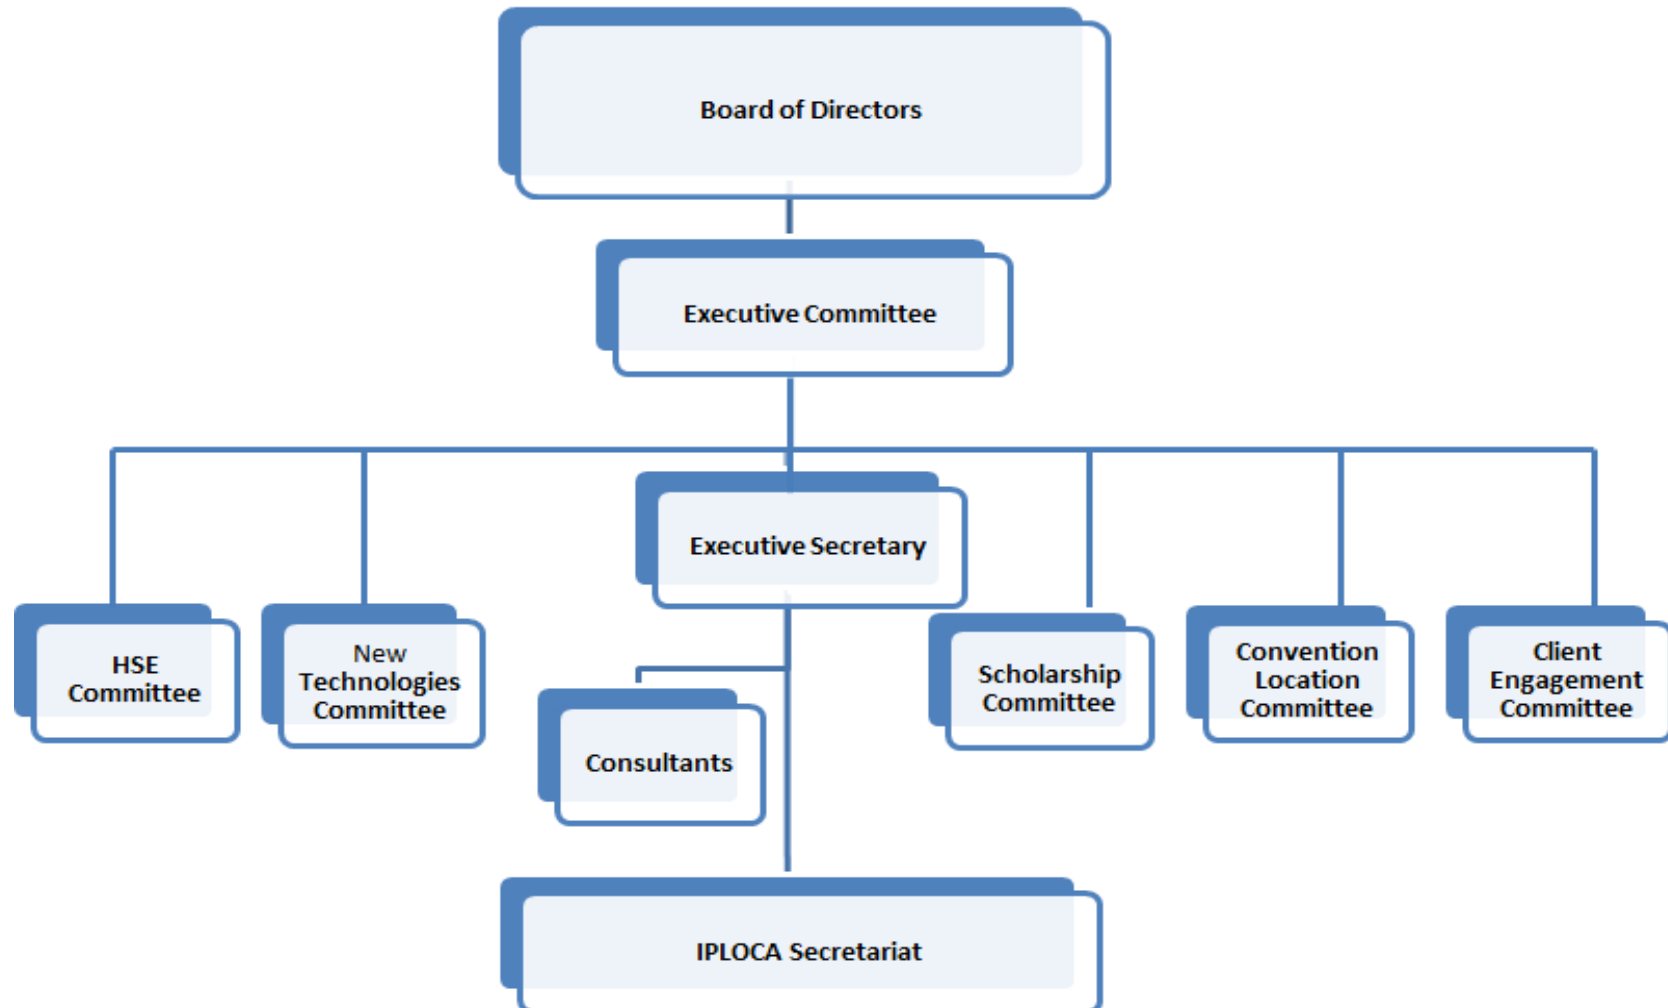 Board of Directors
Executive Committee
Executive Secretary
HSE
Committee
New
Technologies
Committee
Scholarship
Committee
Convention
Location
Committee
Client
Engagement
Committee
Consultants
IPLOCA Secretariat